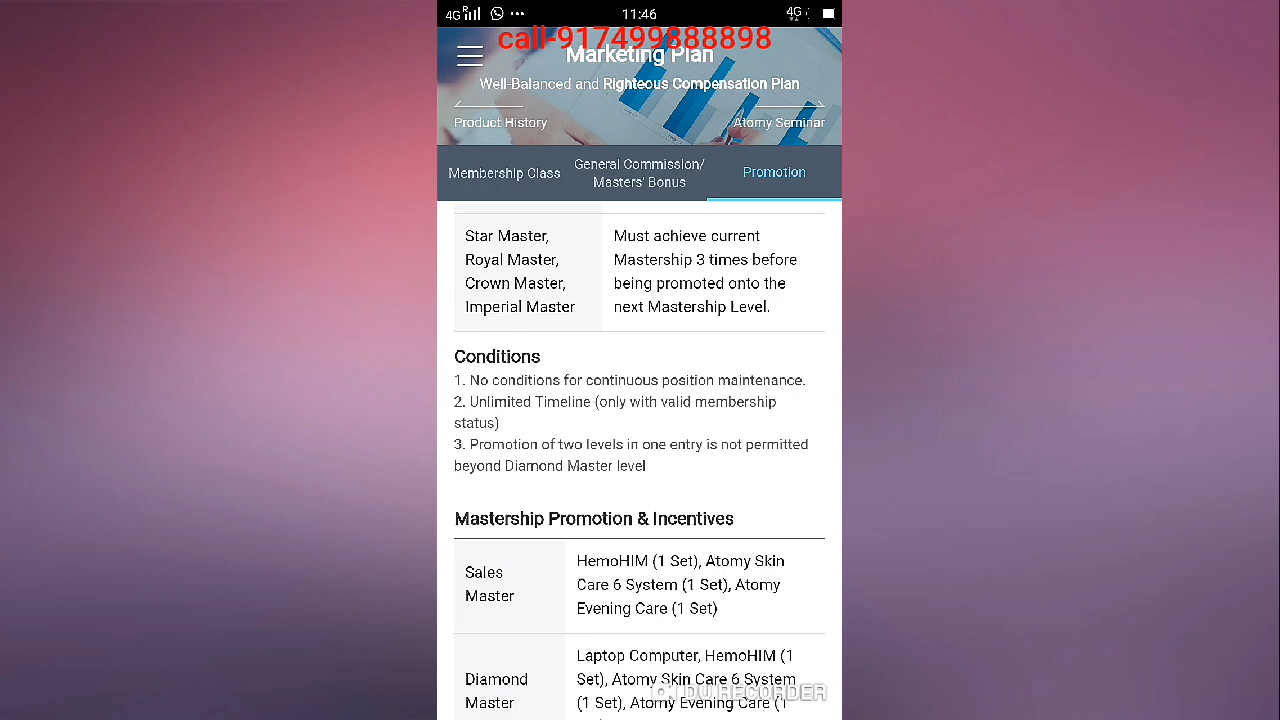 4G R 11:46 4G
call-917499888898
Marketing Plan
Well-Balanced and Righteous Compensation Plan
Product History Atomy Seminar
Membership Class General Commission/ Masters' Bonus Promotion
Star Master, Must achieve current
Royal Master, Mastership 3 times before
Crown Master, being promoted onto the
Imperial Master next Mastership Level.
Conditions
1. No conditions for continuous position maintenance.
2. Unlimited Timeline (only with valid membership
status)
3. Promotion of two levels in one entry is not permitted
beyond Diamond Master level
Mastership Promotion & Incentives
Sales
Master
HemoHIM (1 Set), Atomy Skin
Care 6 System (1 Set), Atomy
Evening Care (1 Set)
Diamond
Master
Laptop Computer, HemoHIM (1
Set), Atomy Skin Care 6 System
(1 Set), Atomy Evening Care (1
DU RECORDER